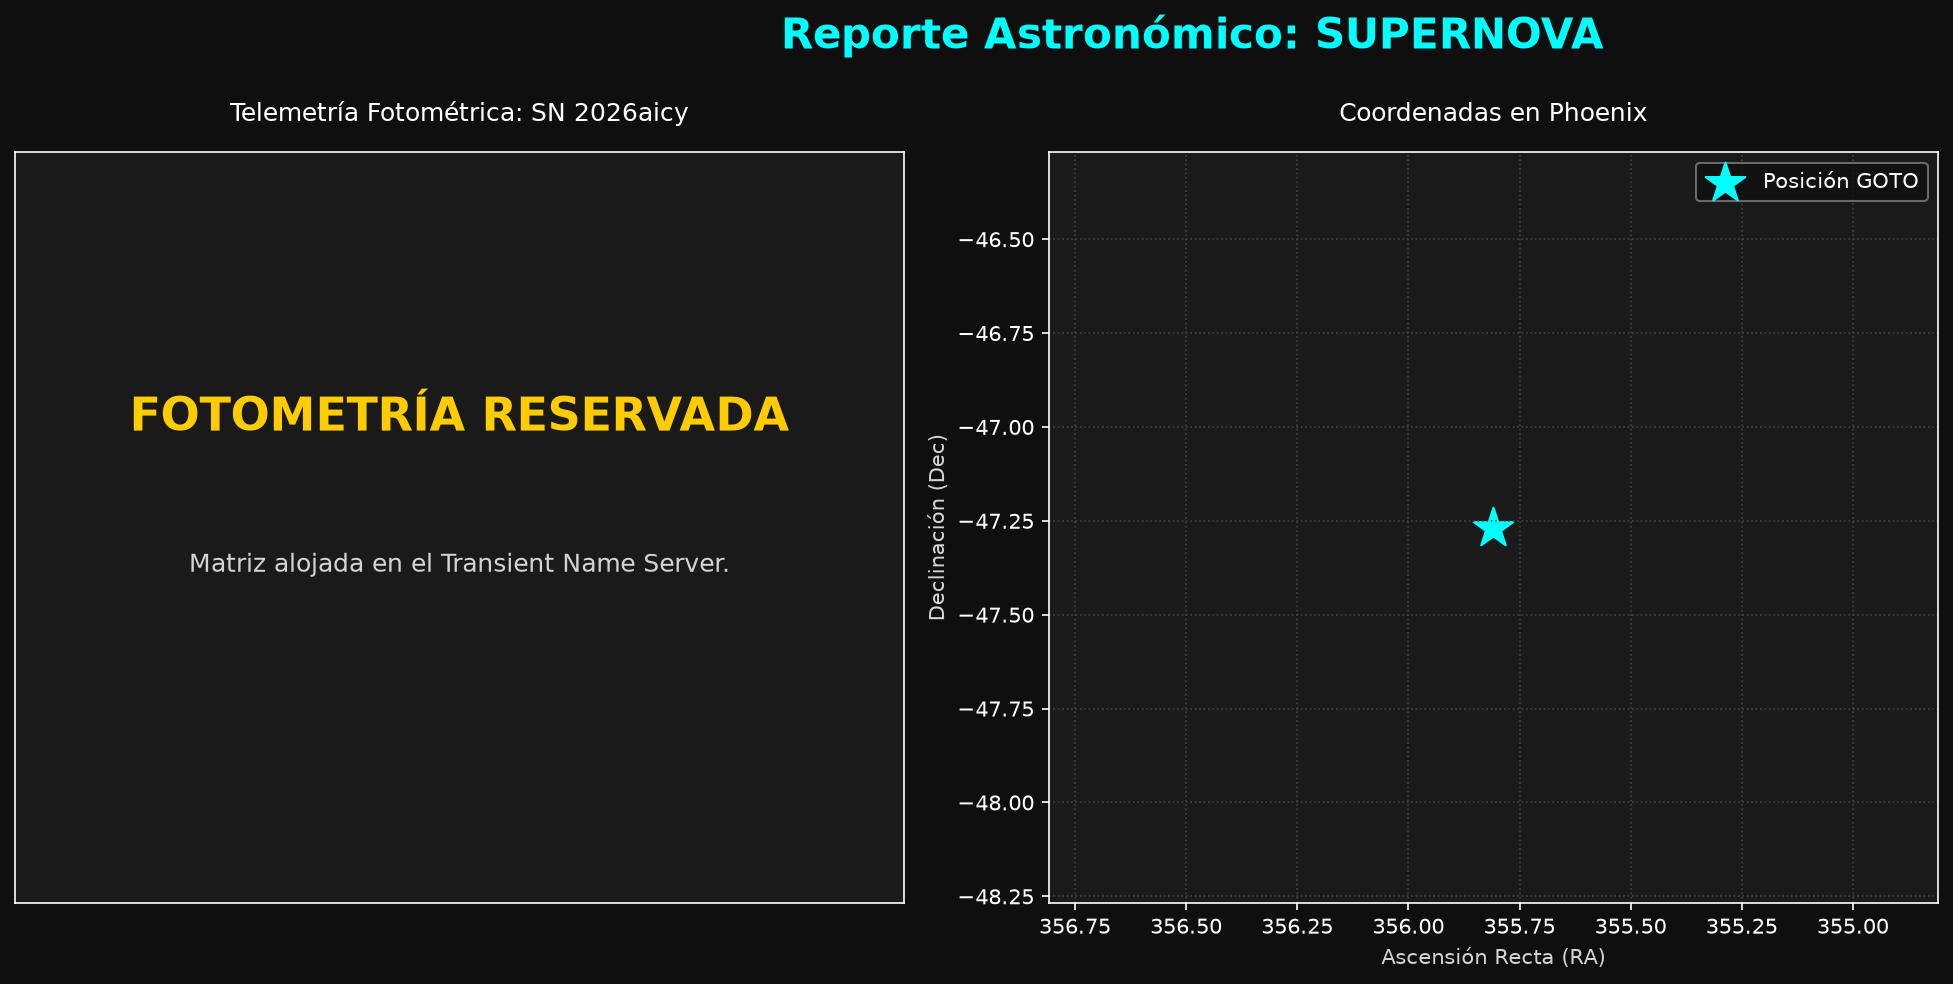 Reporte Astronómico: SUPERNOVA
Telemetría Fotométrica: SN 2026aicy
FOTOMETRÍA RESERVADA
Matriz alojada en el Transient Name Server.
Coordenadas en Phoenix
Posición GOTO
Declinación (Dec)
−46.50
−46.75
−47.00
−47.25
−47.50
−47.75
−48.00
−48.25
356.75 356.50 356.25 356.00 355.75 355.50 355.25 355.00
Ascensión Recta (RA)